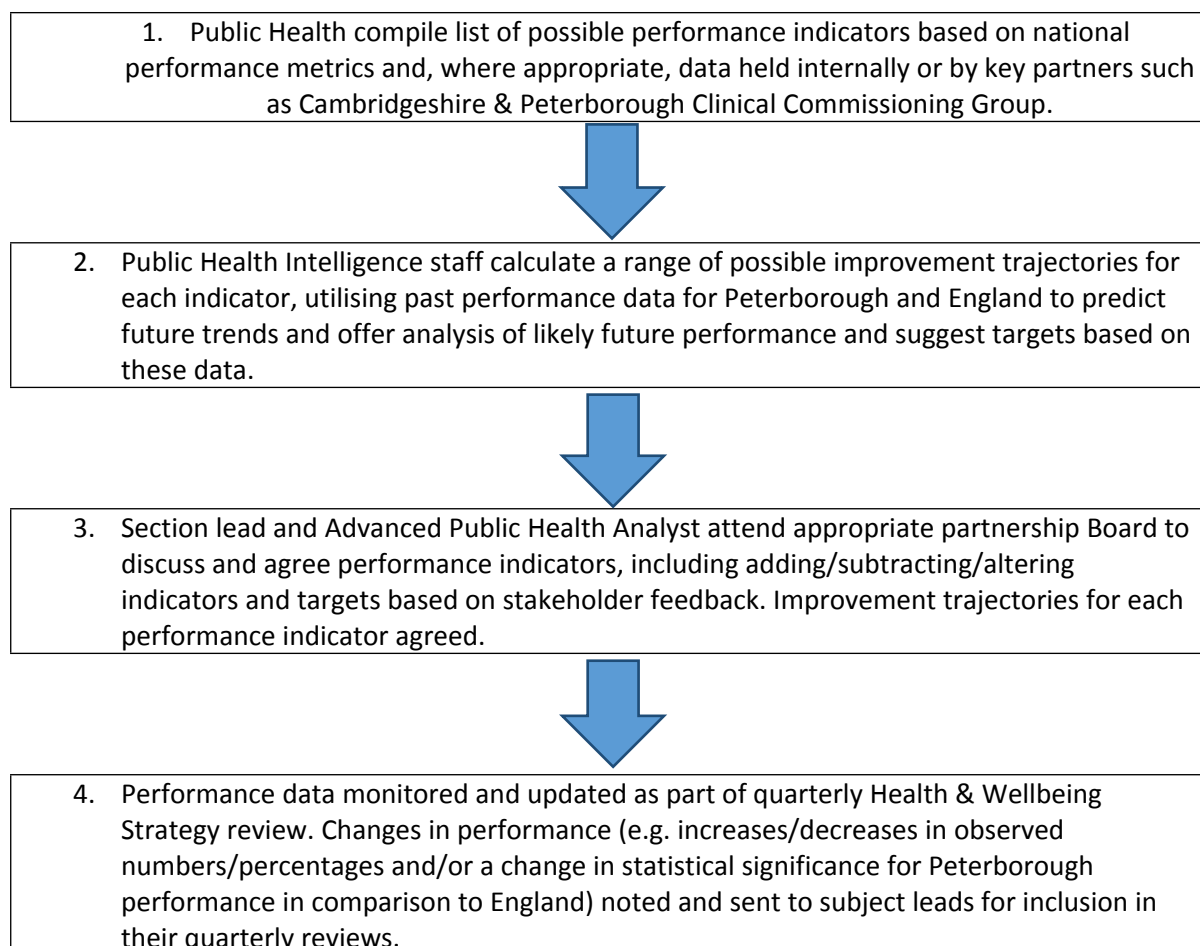 1. Public Health compile list of possible performance indicators based on national
performance metrics and, where appropriate, data held internally or by key partners such
as Cambridgeshire & Peterborough Clinical Commissioning Group.
2. Public Health Intelligence staff calculate a range of possible improvement trajectories for
each indicator, utilising past performance data for Peterborough and England to predict
future trends and offer analysis of likely future performance and suggest targets based on
these data.
3. Section lead and Advanced Public Health Analyst attend appropriate partnership Board to
discuss and agree performance indicators, including adding/subtracting/altering
indicators and targets based on stakeholder feedback. Improvement trajectories for each
performance indicator agreed.
4. Performance data monitored and updated as part of quarterly Health & Wellbeing
Strategy review. Changes in performance (e.g. increases/decreases in observed
numbers/percentages and/or a change in statistical significance for Peterborough
performance in comparison to England) noted and sent to subject leads for inclusion in
their quarterly reviews.